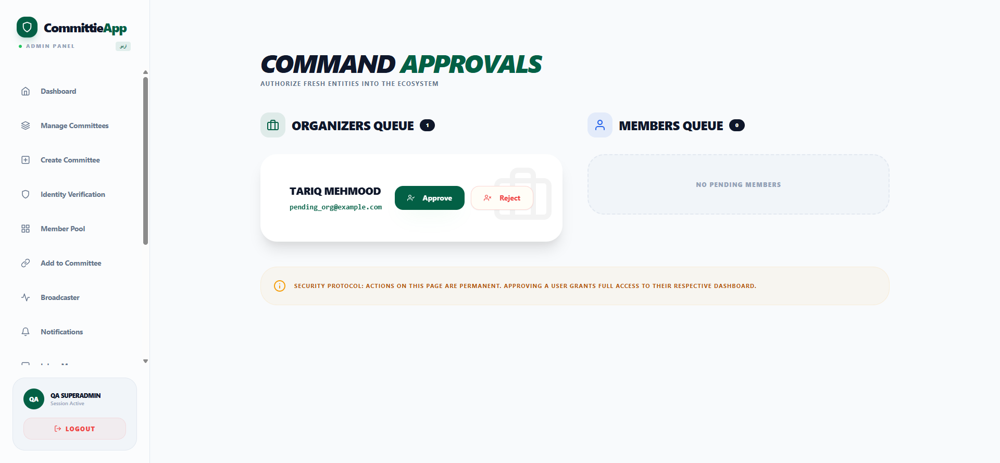 CommittieApp
ADMIN PANEL
اردو
Dashboard
Manage Committees
Create Committee
Identity Verification
Member Pool
Add to Committee
Broadcaster
Notifications
QA
QA SUPERADMIN
Session Active
LOGOUT
COMMAND APPROVALS
AUTHORIZE FRESH ENTITIES INTO THE ECOSYSTEM
ORGANIZERS QUEUE 1
TARIQ MEHMOOD
pending_org@example.com
Approve
Reject
MEMBERS QUEUE 0
NO PENDING MEMBERS
SECURITY PROTOCOL: ACTIONS ON THIS PAGE ARE PERMANENT. APPROVING A USER GRANTS FULL ACCESS TO THEIR RESPECTIVE DASHBOARD.